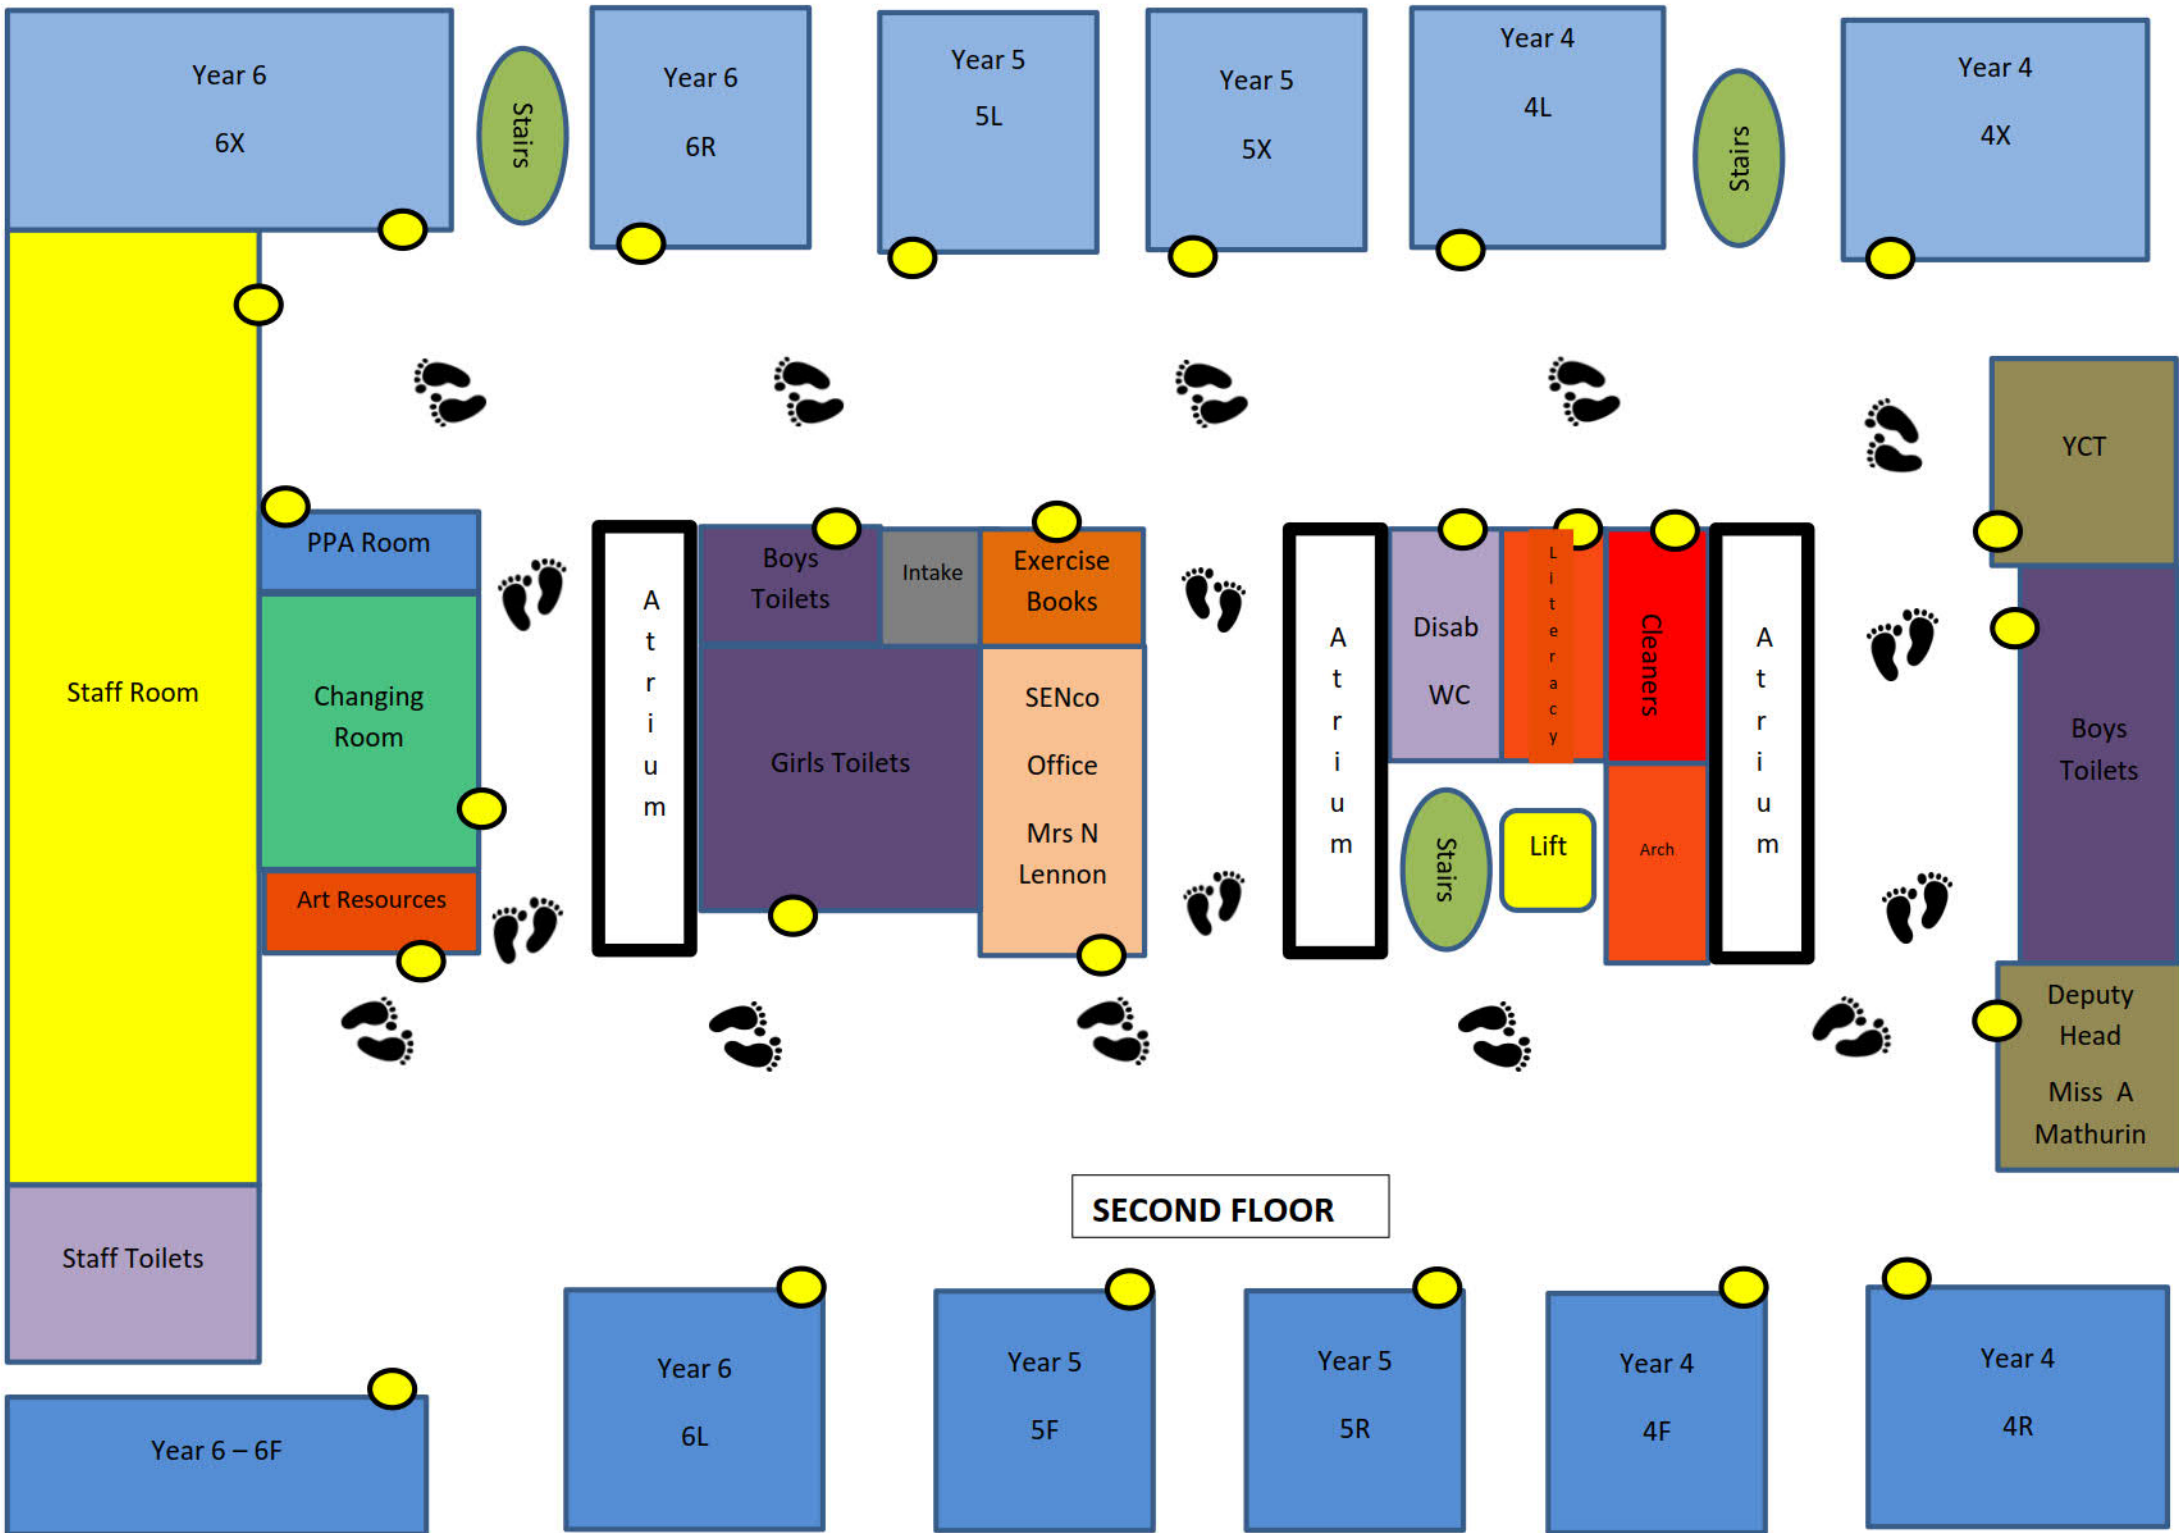 Year 6
6X
Stairs
Year 6
6R
Year 5
5L
Year 5
5X
Year 4
4L
Stairs
Year 4
4X
YCT
PPA Room
Boys
Toilets
Intake
Exercise
Books
Atrium
Atrium
Disab
WC
Literacy
Cleaners
Atrium
Staff Room
Changing
Room
Girls Toilets
SENco
Office
Mrs N
Lennon
Boys
Toilets
Stairs
Lift
Arch
Art Resources
Deputy
Head
Miss A
Mathurin
SECOND FLOOR
Staff Toilets
Year 6 – 6F
Year 6
6L
Year 5
5F
Year 5
5R
Year 4
4F
Year 4
4R